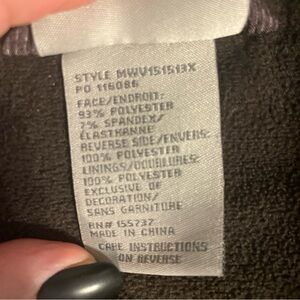 STYLE MWV151513X
PO 116086
FACE/ENDROIT:
93% POLYESTER
7% SPANDEX/
ELASTHANNE
REVERSE SIDE/ENVERS:
100% POLYESTER
LININGS/DOUBLURES:
100% POLYESTER
EXCLUSIVE OF
DECORATION/
SANS GARNITURE
RN# 155737
MADE IN CHINA
CARE INSTRUCTIONS
ON REVERSE